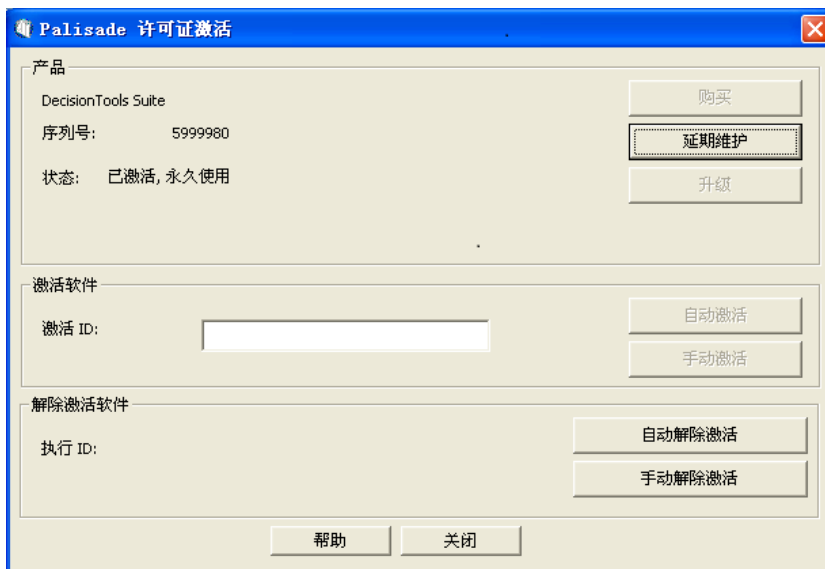 Palisade 许可证激活
产品
DecisionTools Suite
购买
序列号: 5999980
延期维护
状态: 已激活, 永久使用
升级
激活软件
激活 ID:
自动激活
手动激活
解除激活软件
执行 ID:
自动解除激活
手动解除激活
帮助 关闭